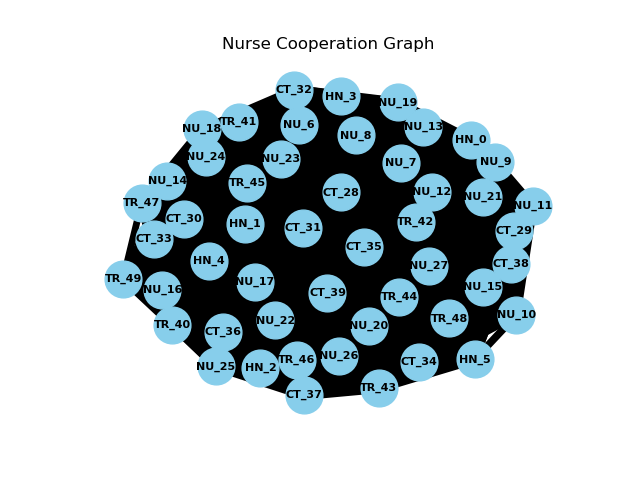 Nurse Cooperation Graph
CT_32
HN_3
NU_19
TR_41
NU_6
NU_18
NU_8
NU_13
HN_0
NU_24
NU_23
NU_7
NU_9
NU_14
TR_45
CT_28
NU_12
NU_21
TR_47
NU_11
CT_30
HN_1
CT_31
TR_42
CT_29
CT_33
CT_35
HN_4
NU_27
CT_38
TR_49
NU_16
NU_17
CT_39
TR_44
NU_15
TR_40
CT_36
NU_22
NU_20
TR_48
NU_10
NU_25
HN_2
TR_46
NU_26
CT_34
HN_5
CT_37
TR_43